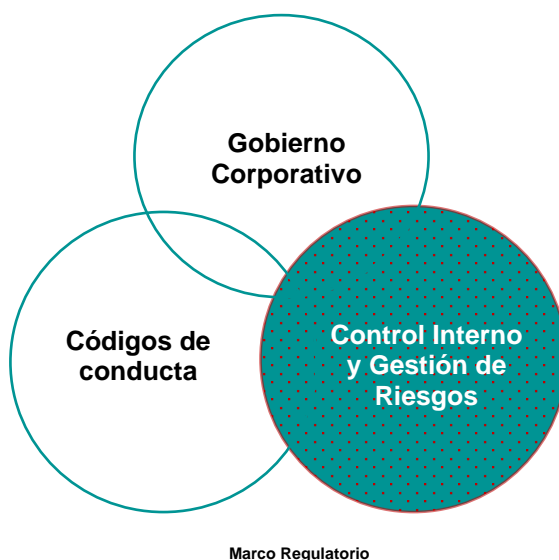 Gobierno
Corporativo
Códigos de
conducta
Control Interno
y Gestión de
Riesgos
Marco Regulatorio